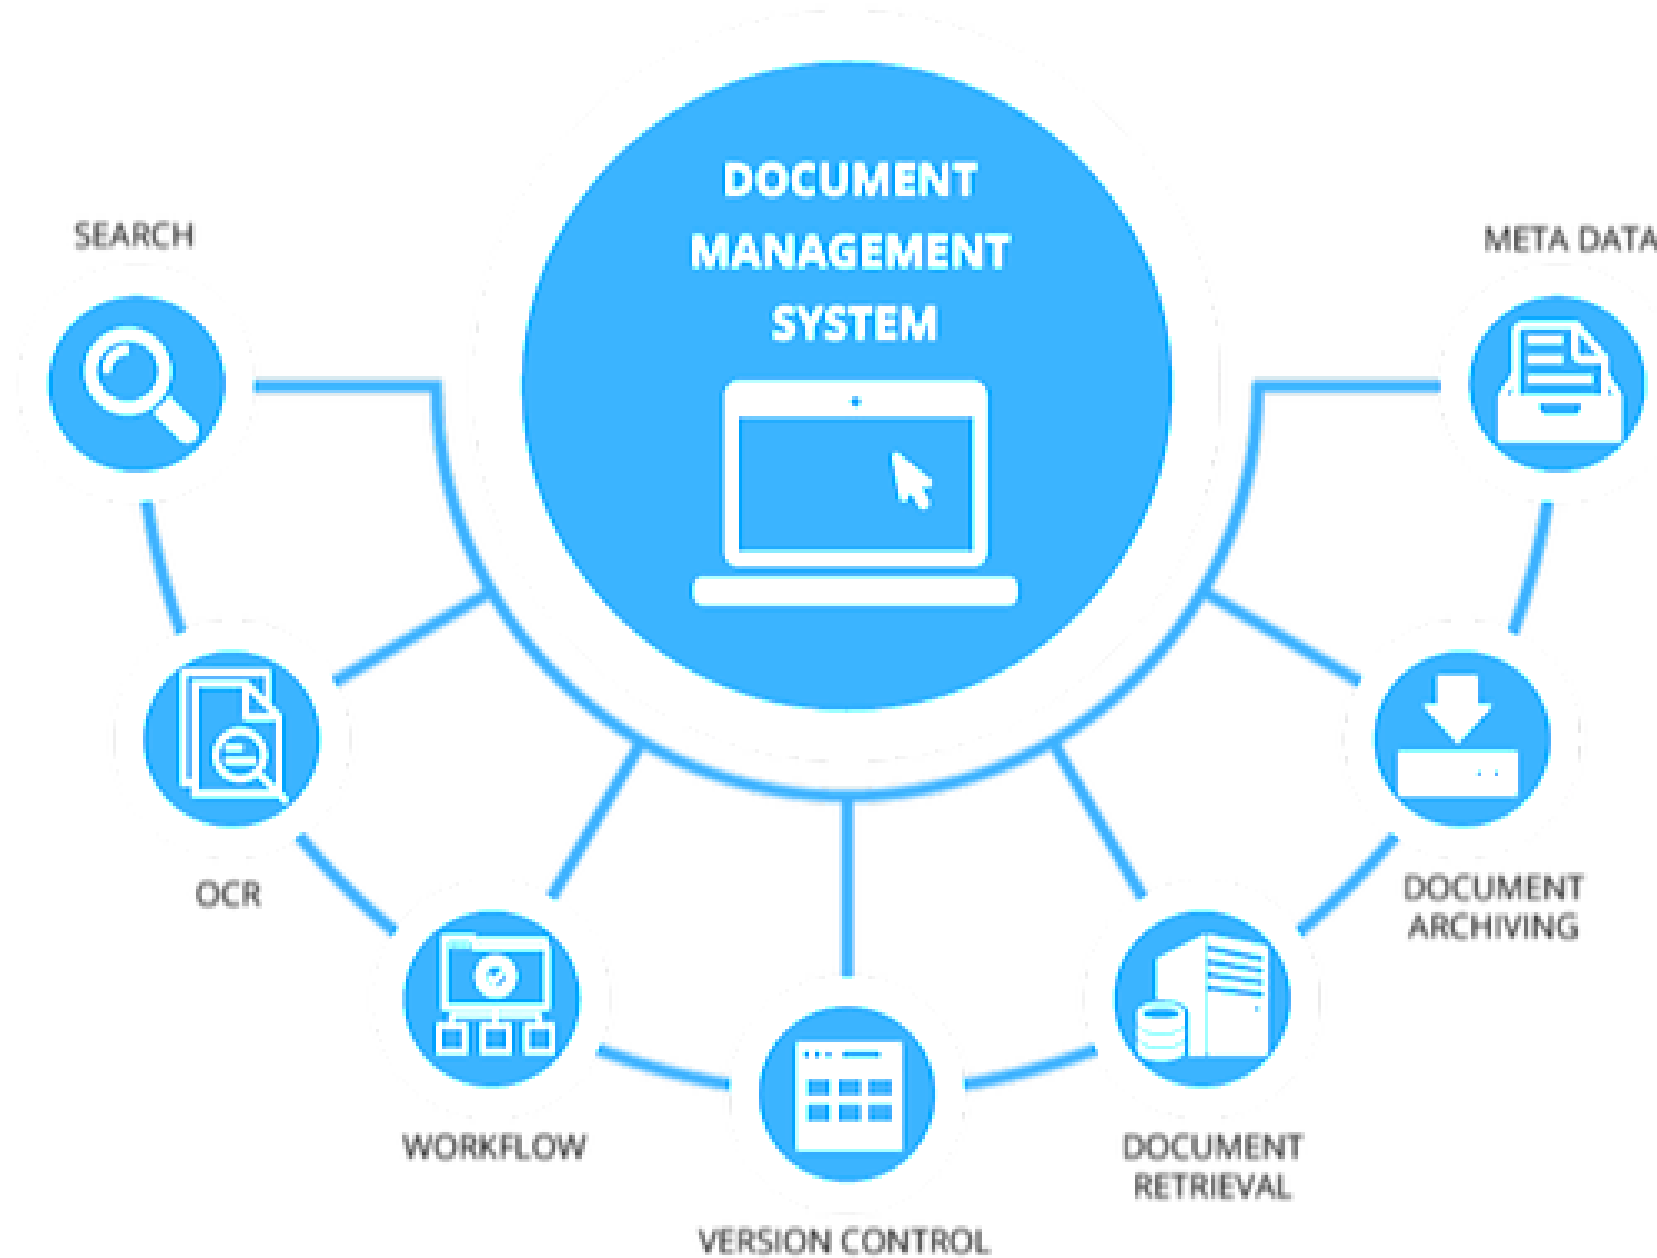 DOCUMENT
MANAGEMENT
SYSTEM
SEARCH
META DATA
OCR
DOCUMENT
ARCHIVING
WORKFLOW
DOCUMENT
RETRIEVAL
VERSION CONTROL